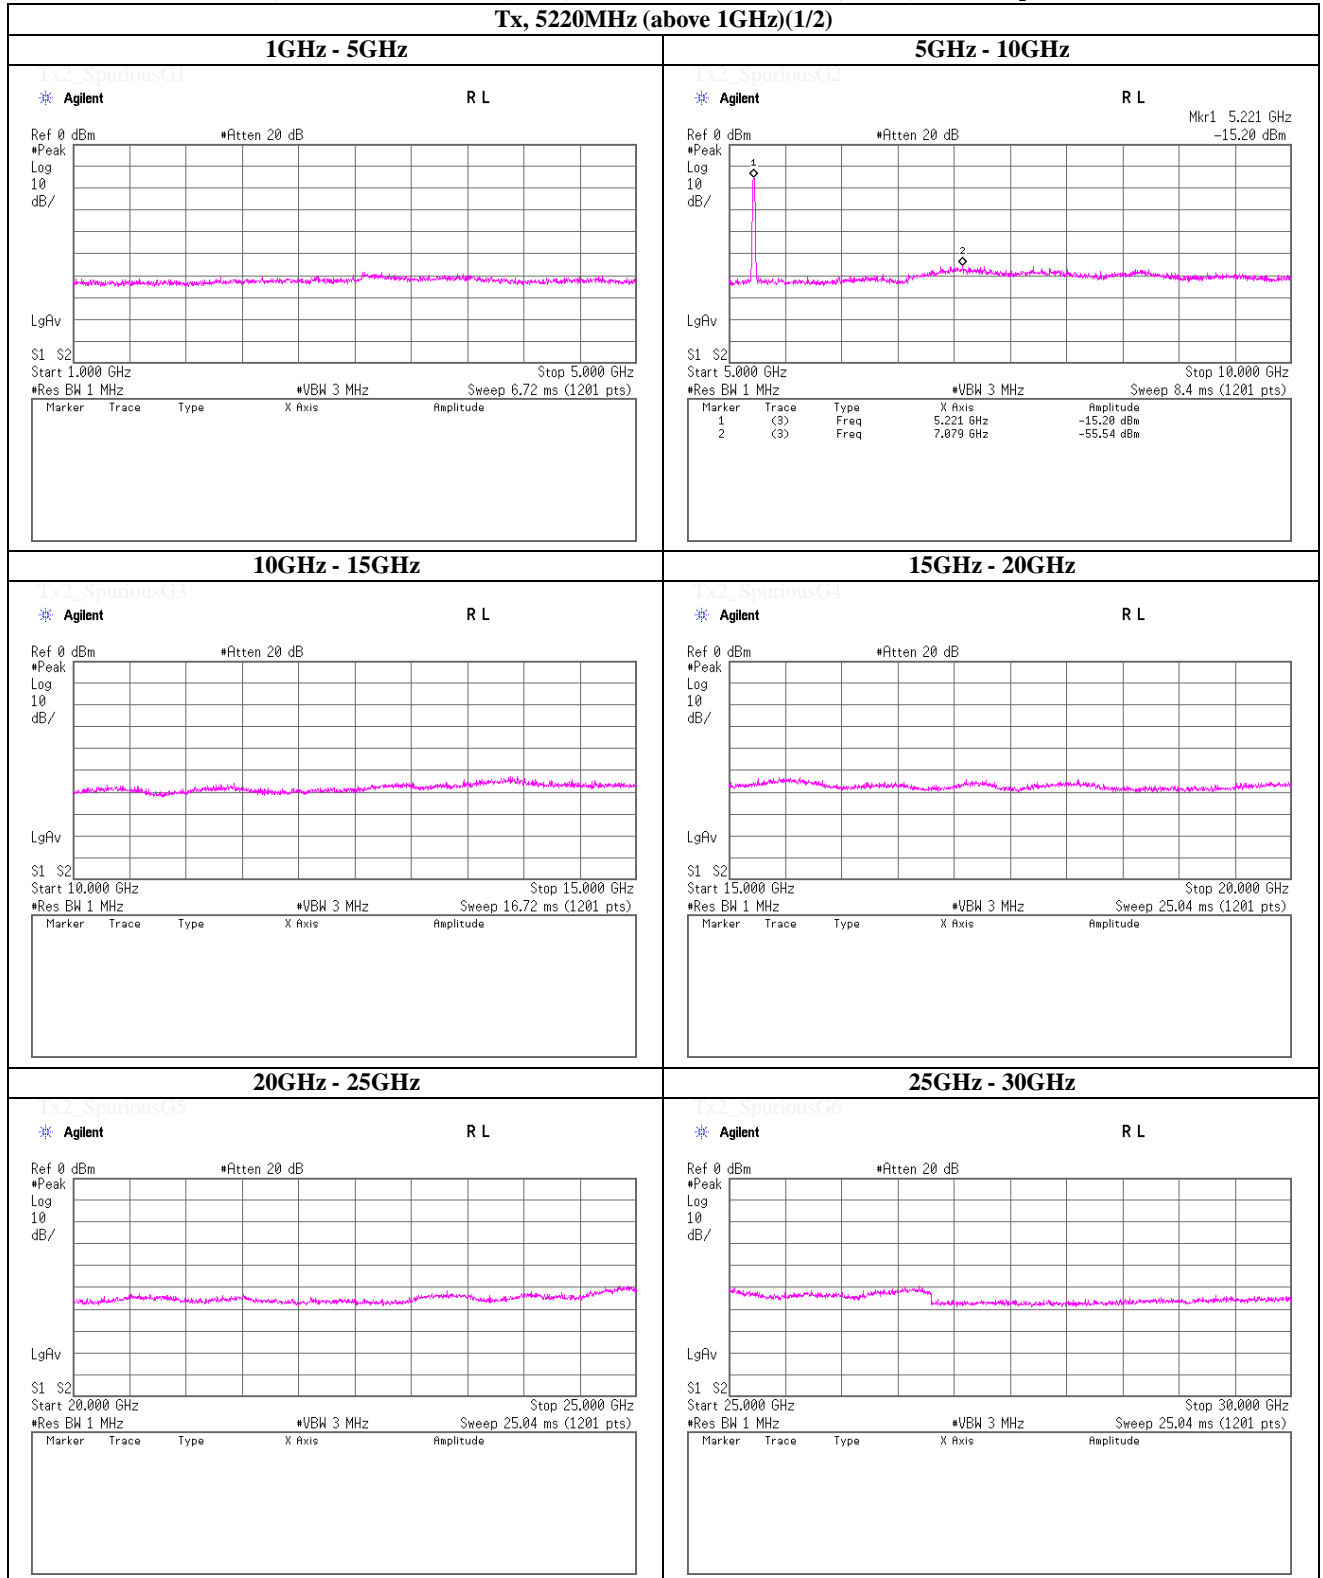 Tx, 5220MHz (above 1GHz)(1/2)
1GHz - 5GHz
Tx2_SpuriousG1
Agilent R L
Ref 0 dBm #Atten 20 dB
#Peak
Log
10
dB/
LgAv
S1 S2
Start 1.000 GHz Stop 5.000 GHz
#Res BW 1 MHz #VBW 3 MHz Sweep 6.72 ms (1201 pts)
Marker Trace Type X Axis Amplitude
5GHz - 10GHz
Tx2_SpuriousG2
Agilent R L
Mkr1 5.221 GHz
Ref 0 dBm #Atten 20 dB -15.20 dBm
#Peak
Log
10
dB/
1
2
LgAv
S1 S2
Start 5.000 GHz Stop 10.000 GHz
#Res BW 1 MHz #VBW 3 MHz Sweep 8.4 ms (1201 pts)
Marker Trace Type X Axis Amplitude
1 (3) Freq 5.221 GHz -15.20 dBm
2 (3) Freq 7.079 GHz -55.54 dBm
10GHz - 15GHz
Tx2_SpuriousG3
Agilent R L
Ref 0 dBm #Atten 20 dB
#Peak
Log
10
dB/
LgAv
S1 S2
Start 10.000 GHz Stop 15.000 GHz
#Res BW 1 MHz #VBW 3 MHz Sweep 16.72 ms (1201 pts)
Marker Trace Type X Axis Amplitude
15GHz - 20GHz
Tx2_SpuriousG4
Agilent R L
Ref 0 dBm #Atten 20 dB
#Peak
Log
10
dB/
LgAv
S1 S2
Start 15.000 GHz Stop 20.000 GHz
#Res BW 1 MHz #VBW 3 MHz Sweep 25.04 ms (1201 pts)
Marker Trace Type X Axis Amplitude
20GHz - 25GHz
Tx2_SpuriousG5
Agilent R L
Ref 0 dBm #Atten 20 dB
#Peak
Log
10
dB/
LgAv
S1 S2
Start 20.000 GHz Stop 25.000 GHz
#Res BW 1 MHz #VBW 3 MHz Sweep 25.04 ms (1201 pts)
Marker Trace Type X Axis Amplitude
25GHz - 30GHz
Tx2_SpuriousG6
Agilent R L
Ref 0 dBm #Atten 20 dB
#Peak
Log
10
dB/
LgAv
S1 S2
Start 25.000 GHz Stop 30.000 GHz
#Res BW 1 MHz #VBW 3 MHz Sweep 25.04 ms (1201 pts)
Marker Trace Type X Axis Amplitude